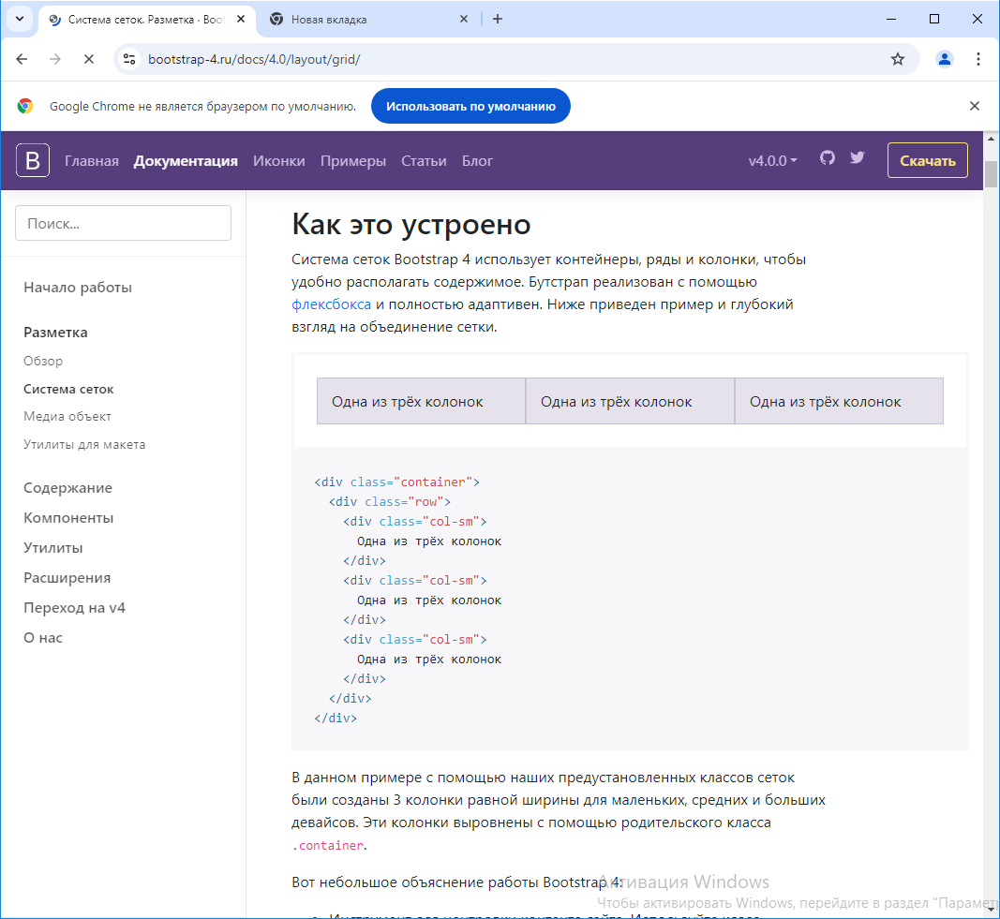 Система сеток. Разметка · Boo
Новая вкладка
bootstrap-4.ru/docs/4.0/layout/grid/
Google Chrome не является браузером по умолчанию.
Использовать по умолчанию
B
Главная
Документация
Иконки
Примеры
Статьи
Блог
v4.0.0
Скачать
Поиск...
Начало работы
Разметка
Обзор
Система сеток
Медиа объект
Утилиты для макета
Содержание
Компоненты
Утилиты
Расширения
Переход на v4
О нас
Как это устроено
Система сеток Bootstrap 4 использует контейнеры, ряды и колонки, чтобы
удобно располагать содержимое. Бутстрап реализован с помощью
флексбокса и полностью адаптивен. Ниже приведен пример и глубокий
взгляд на объединение сетки.
Одна из трёх колонок
Одна из трёх колонок
Одна из трёх колонок
<div class="container">
<div class="row">
<div class="col-sm">
Одна из трёх колонок
</div>
<div class="col-sm">
Одна из трёх колонок
</div>
<div class="col-sm">
Одна из трёх колонок
</div>
</div>
</div>
В данном примере с помощью наших предустановленных классов сеток
были созданы 3 колонки равной ширины для маленьких, средних и больших
девайсов. Эти колонки выровнены с помощью родительского класса
.container.
Вот небольшое объяснение работы Bootstrap 4:
Активация Windows
Чтобы активировать Windows, перейдите в раздел "Парамет